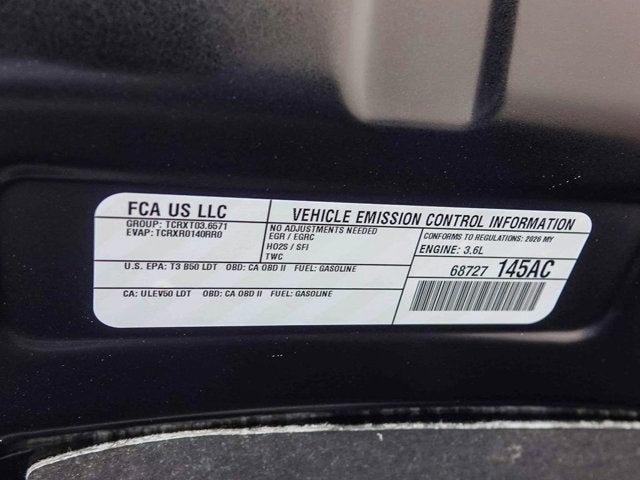 FCA US LLC
GROUP: TCRXT03.6571
EVAP: TCRXR0140RR0
VEHICLE EMISSION CONTROL INFORMATION
NO ADJUSTMENTS NEEDED
EGR / EGRC
HO2S / SFI
TWC
CONFORMS TO REGULATIONS: 2026 MY
ENGINE: 3.6L
U.S. EPA: T3 B50 LDT OBD: CA OBD II FUEL: GASOLINE
68727 145AC
CA: ULEV50 LDT OBD: CA OBD II FUEL: GASOLINE